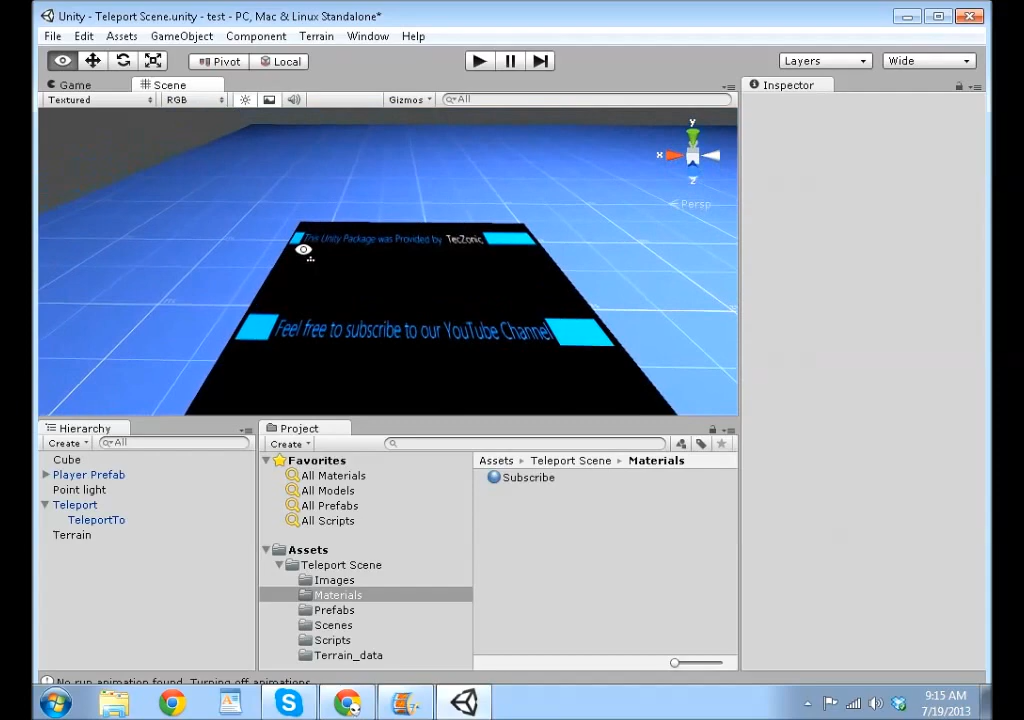 Unity - Teleport Scene.unity - test - PC, Mac & Linux Standalone*
File Edit Assets GameObject Component Terrain Window Help
Pivot Local Layers Wide
Game Scene Inspector
Textured RGB Gizmos All
y
x
z
Persp
This Unity Package was Provided by TecZonic
Feel free to subscribe to our YouTube Channel
Hierarchy
Create All
Cube
Player Prefab
Point light
Teleport
TeleportTo
Terrain
Project
Create
Favorites
All Materials
All Models
All Prefabs
All Scripts
Assets
Teleport Scene
Images
Materials
Prefabs
Scenes
Scripts
Terrain_data
Assets Teleport Scene Materials
Subscribe
No run animation found. Turning off animations.
9:15 AM
7/19/2013